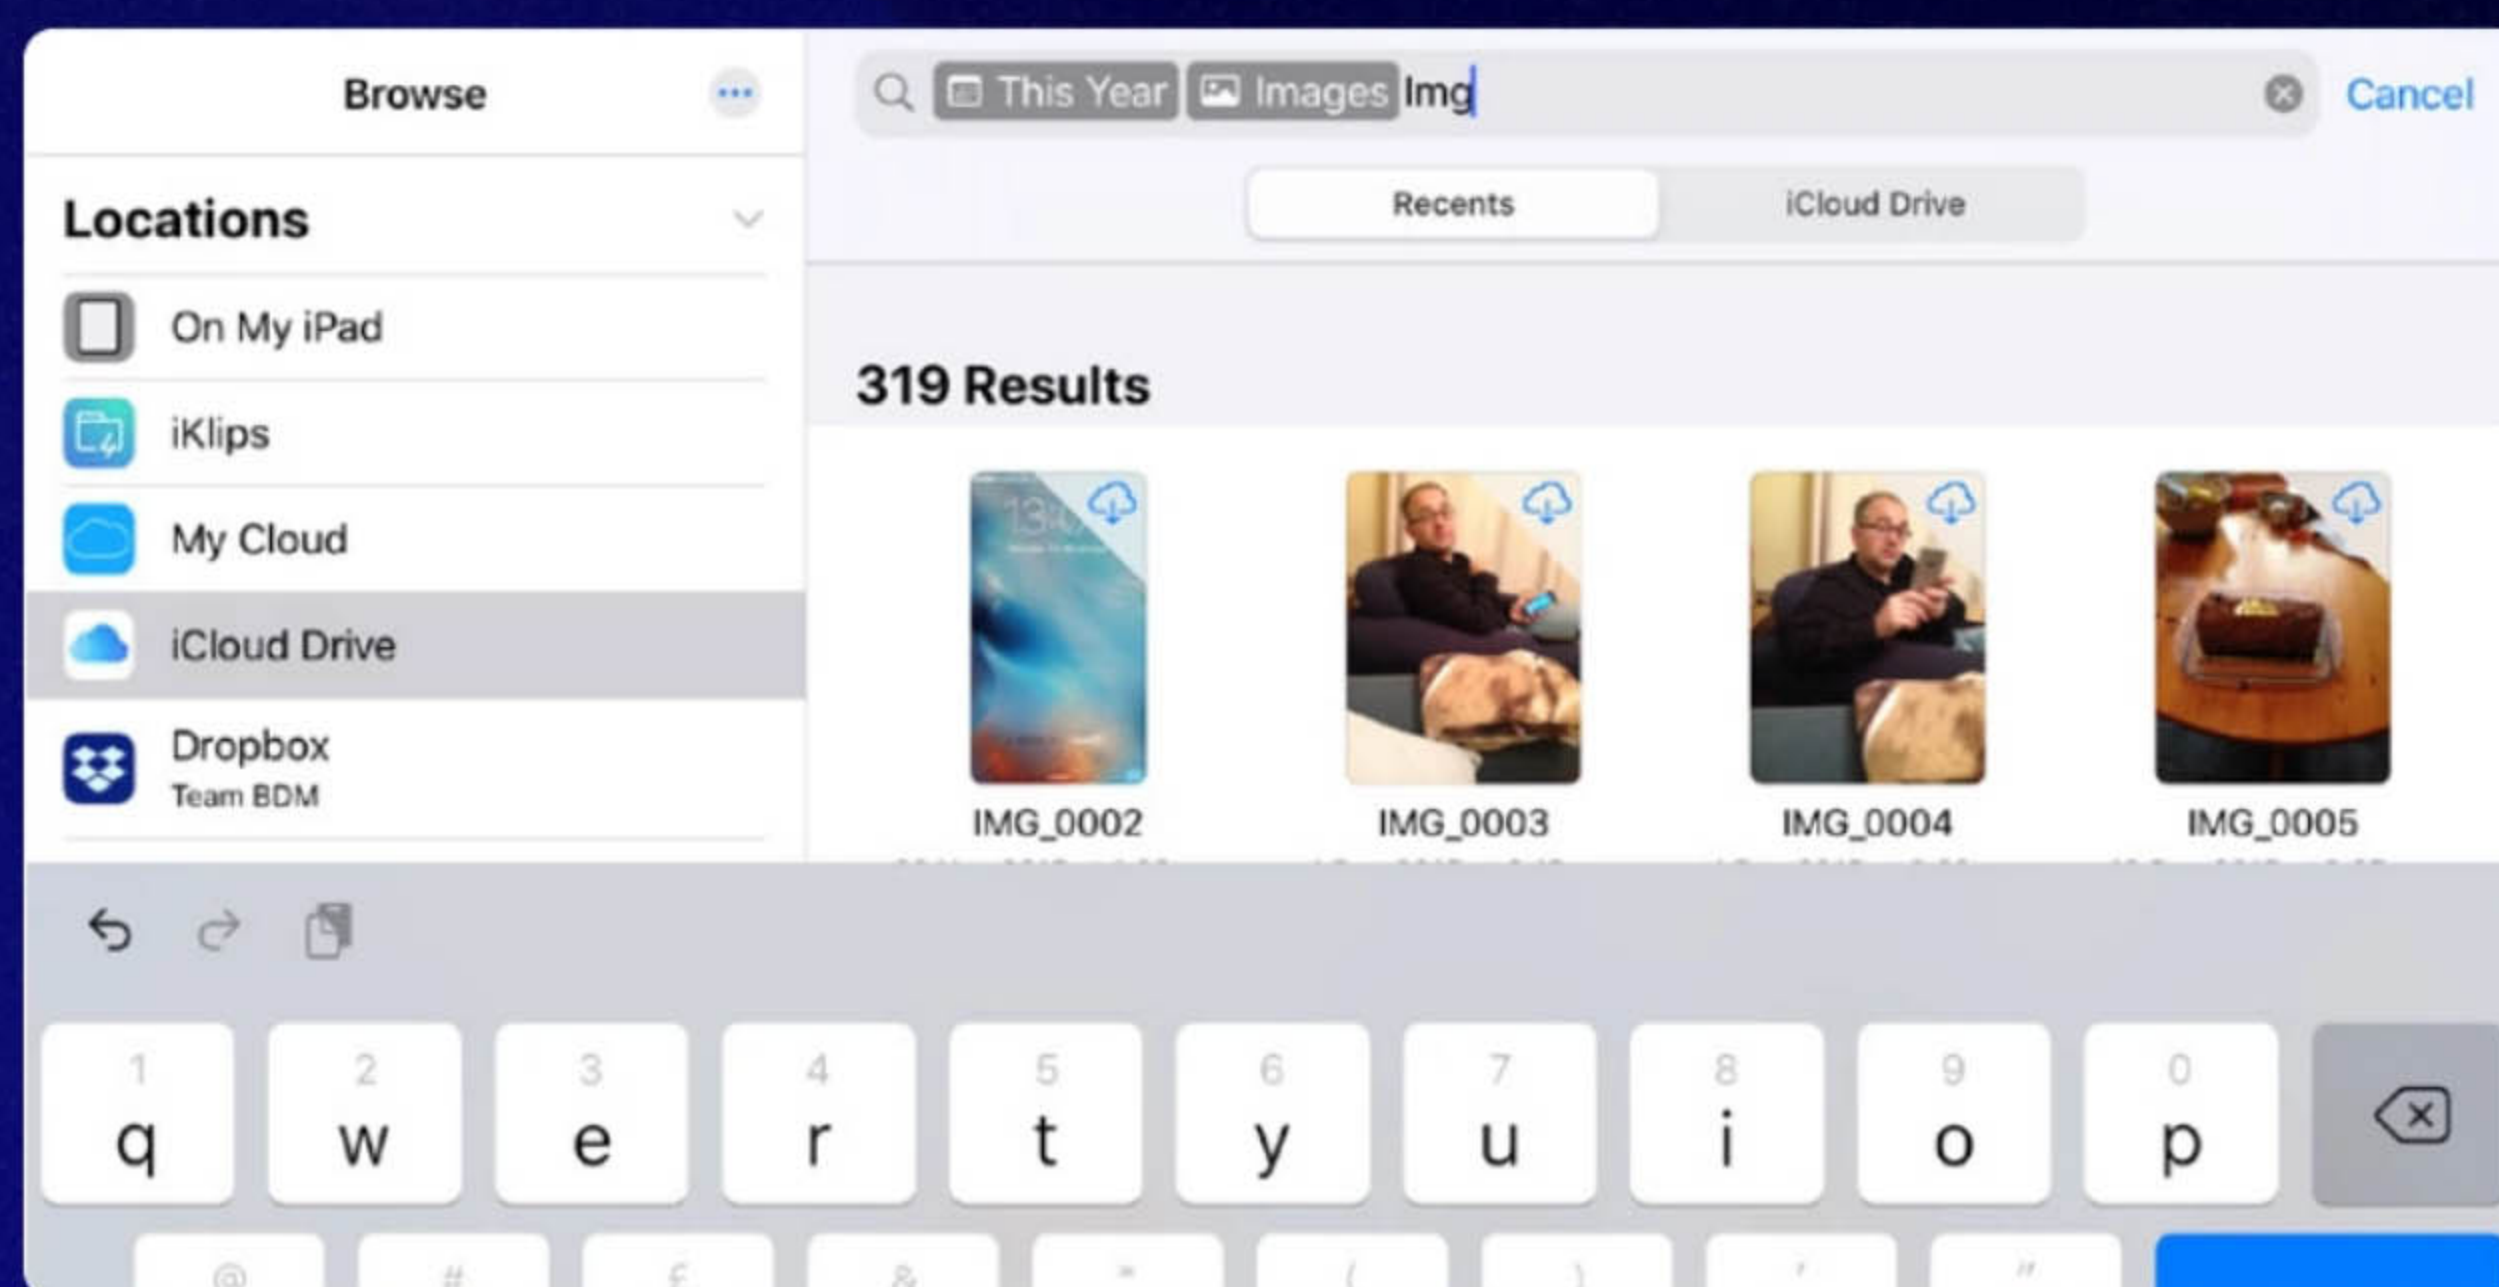 Browse
This Year Images Img
Cancel
Locations
Recents
iCloud Drive
On My iPad
319 Results
iKlips
My Cloud
iCloud Drive
Dropbox
Team BDM
IMG_0002
IMG_0003
IMG_0004
IMG_0005
1 2 3 4 5 6 7 8 9 0
q w e r t y u i o p
@ # £ & * ( ) ' "